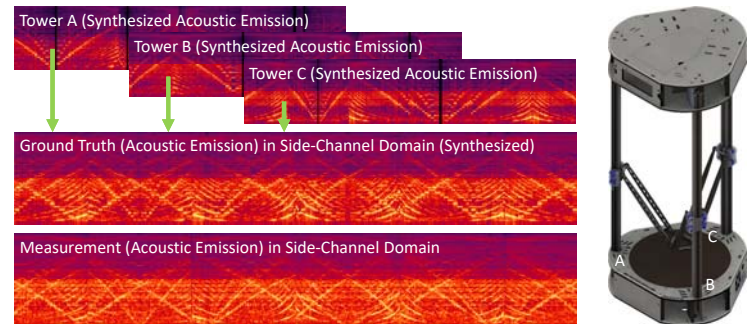 Tower A (Synthesized Acoustic Emission)
Tower B (Synthesized Acoustic Emission)
Tower C (Synthesized Acoustic Emission)
Ground Truth (Acoustic Emission) in Side-Channel Domain (Synthesized)
Measurement (Acoustic Emission) in Side-Channel Domain
C
A
B